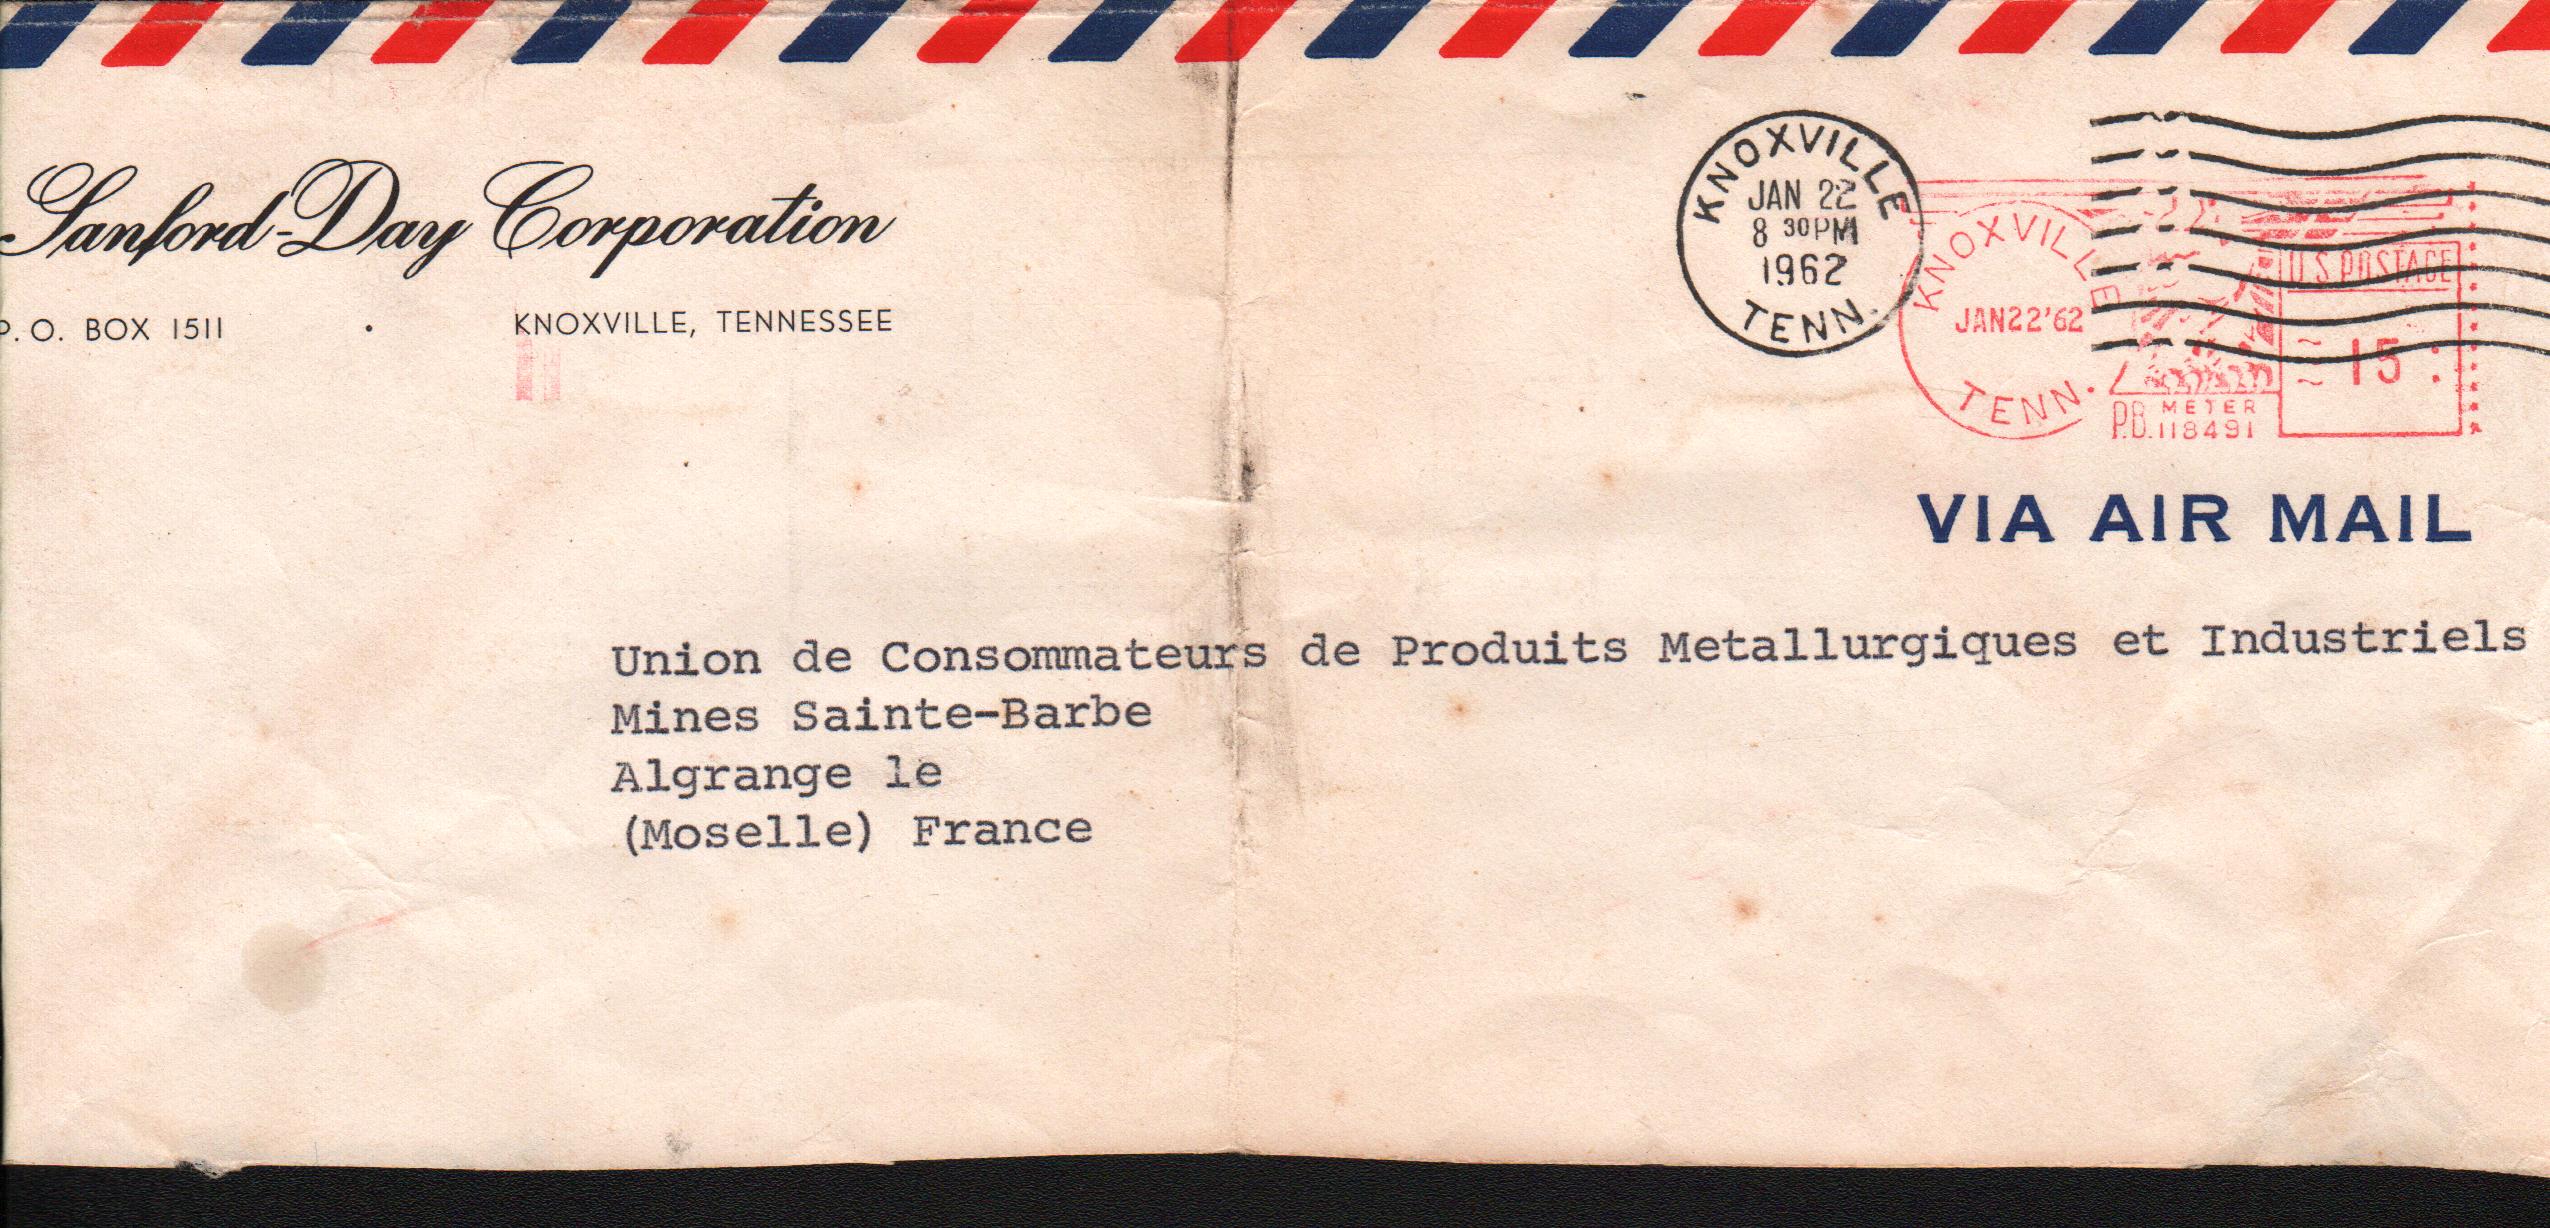 Sanford-Day Corporation
P. O. BOX 1511 · KNOXVILLE, TENNESSEE
KNOXVILLE
JAN 22
8 30PM
1962
TENN.
KNOXVILLE
JAN22'62
TENN.
U.S. POSTAGE
15
P.B. METER
118491
VIA AIR MAIL
Union de Consommateurs de Produits Metallurgiques et Industriels
Mines Sainte-Barbe
Algrange le
(Moselle) France